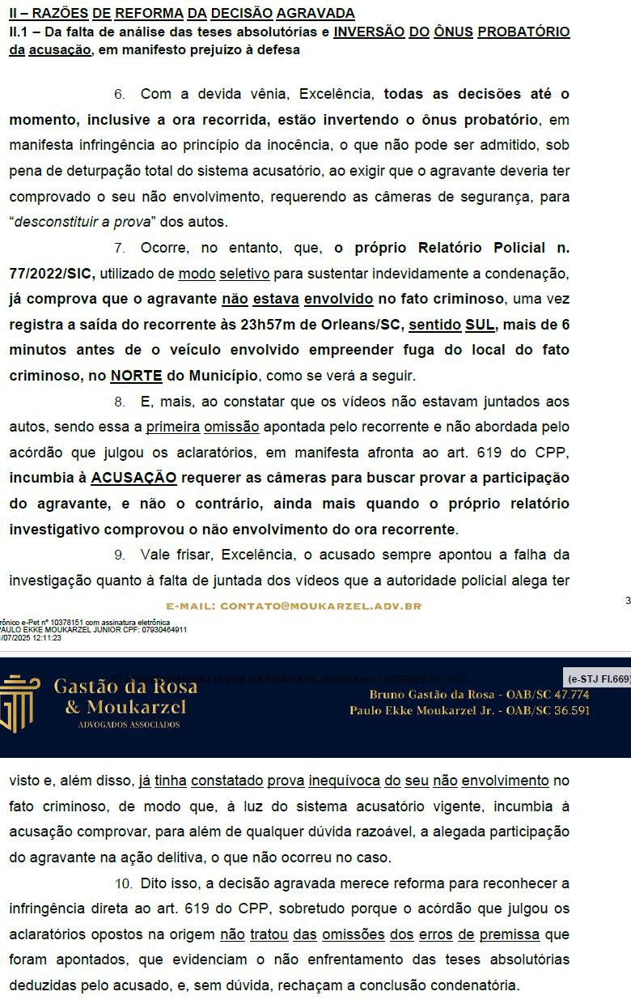 II – RAZÕES DE REFORMA DA DECISÃO AGRAVADA
II.1 – Da falta de análise das teses absolutórias e INVERSÃO DO ÔNUS PROBATÓRIO
da acusação, em manifesto prejuízo à defesa
6. Com a devida vênia, Excelência, todas as decisões até o
momento, inclusive a ora recorrida, estão invertendo o ônus probatório, em
manifesta infringência ao princípio da inocência, o que não pode ser admitido, sob
pena de deturpação total do sistema acusatório, ao exigir que o agravante deveria ter
comprovado o seu não envolvimento, requerendo as câmeras de segurança, para
“desconstituir a prova” dos autos.
7. Ocorre, no entanto, que, o próprio Relatório Policial n.
77/2022/SIC, utilizado de modo seletivo para sustentar indevidamente a condenação,
já comprova que o agravante não estava envolvido no fato criminoso, uma vez
registra a saída do recorrente às 23h57m de Orleans/SC, sentido SUL, mais de 6
minutos antes de o veículo envolvido empreender fuga do local do fato
criminoso, no NORTE do Município, como se verá a seguir.
8. E, mais, ao constatar que os vídeos não estavam juntados aos
autos, sendo essa a primeira omissão apontada pelo recorrente e não abordada pelo
acórdão que julgou os aclaratórios, em manifesta afronta ao art. 619 do CPP,
incumbia à ACUSAÇÃO requerer as câmeras para buscar provar a participação
do agravante, e não o contrário, ainda mais quando o próprio relatório
investigativo comprovou o não envolvimento do ora recorrente.
9. Vale frisar, Excelência, o acusado sempre apontou a falha da
investigação quanto à falta de juntada dos vídeos que a autoridade policial alega ter
E-MAIL: CONTATO@MOUKARZEL.ADV.BR
3
rônico e-Pet nº 10378151 com assinatura eletrônica
PAULO EKKE MOUKARZEL JUNIOR CPF: 07930464911
1/07/2025 12:11:23
STJ-Petição Eletrônica (AgRg) 00639367/2025 recebida em 11/07/2025 12:11:23
(e-STJ Fl.669)
Gastão da Rosa
& Moukarzel
ADVOGADOS ASSOCIADOS
Bruno Gastão da Rosa - OAB/SC 47.774
Paulo Ekke Moukarzel Jr. - OAB/SC 36.591
visto e, além disso, já tinha constatado prova inequívoca do seu não envolvimento no
fato criminoso, de modo que, à luz do sistema acusatório vigente, incumbia à
acusação comprovar, para além de qualquer dúvida razoável, a alegada participação
do agravante na ação delitiva, o que não ocorreu no caso.
10. Dito isso, a decisão agravada merece reforma para reconhecer a
infringência direta ao art. 619 do CPP, sobretudo porque o acórdão que julgou os
aclaratórios opostos na origem não tratou das omissões dos erros de premissa que
foram apontados, que evidenciam o não enfrentamento das teses absolutórias
deduzidas pelo acusado, e, sem dúvida, rechaçam a conclusão condenatória.